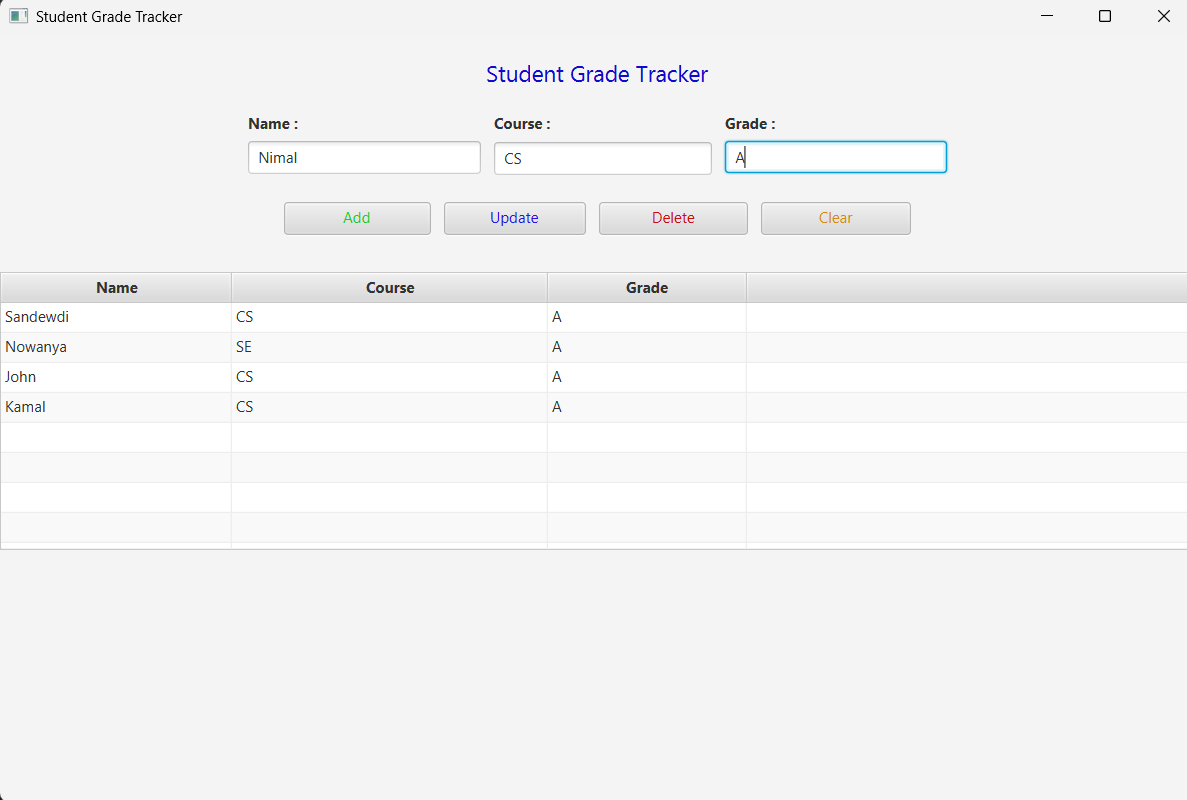 Student Grade Tracker
Student Grade Tracker
Name : Course : Grade :
Nimal CS A
Add Update Delete Clear
Name Course Grade
Sandewdi CS A
Nowanya SE A
John CS A
Kamal CS A